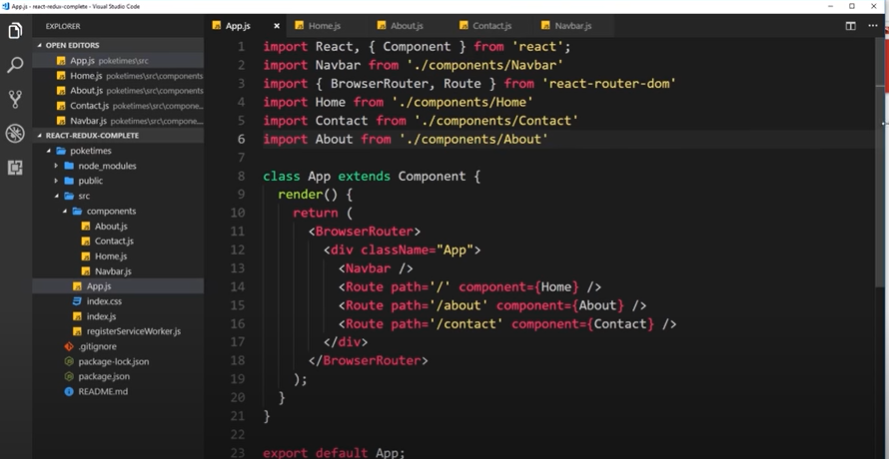 App.js - react-redux-complete - Visual Studio Code
EXPLORER
OPEN EDITORS
App.js poketimes\src
Home.js poketimes\src\components
About.js poketimes\src\components
Contact.js poketimes\src\compone...
Navbar.js poketimes\src\compone...
REACT-REDUX-COMPLETE
poketimes
node_modules
public
src
components
About.js
Contact.js
Home.js
Navbar.js
App.js
index.css
index.js
registerServiceWorker.js
.gitignore
package-lock.json
package.json
README.md
App.js Home.js About.js Contact.js Navbar.js
1 import React, { Component } from 'react';
2 import Navbar from './components/Navbar'
3 import { BrowserRouter, Route } from 'react-router-dom'
4 import Home from './components/Home'
5 import Contact from './components/Contact'
6 import About from './components/About'
7
8 class App extends Component {
9 render() {
10 return (
11 <BrowserRouter>
12 <div className="App">
13 <Navbar />
14 <Route path='/' component={Home} />
15 <Route path='/about' component={About} />
16 <Route path='/contact' component={Contact} />
17 </div>
18 </BrowserRouter>
19 );
20 }
21 }
22
23 export default App;